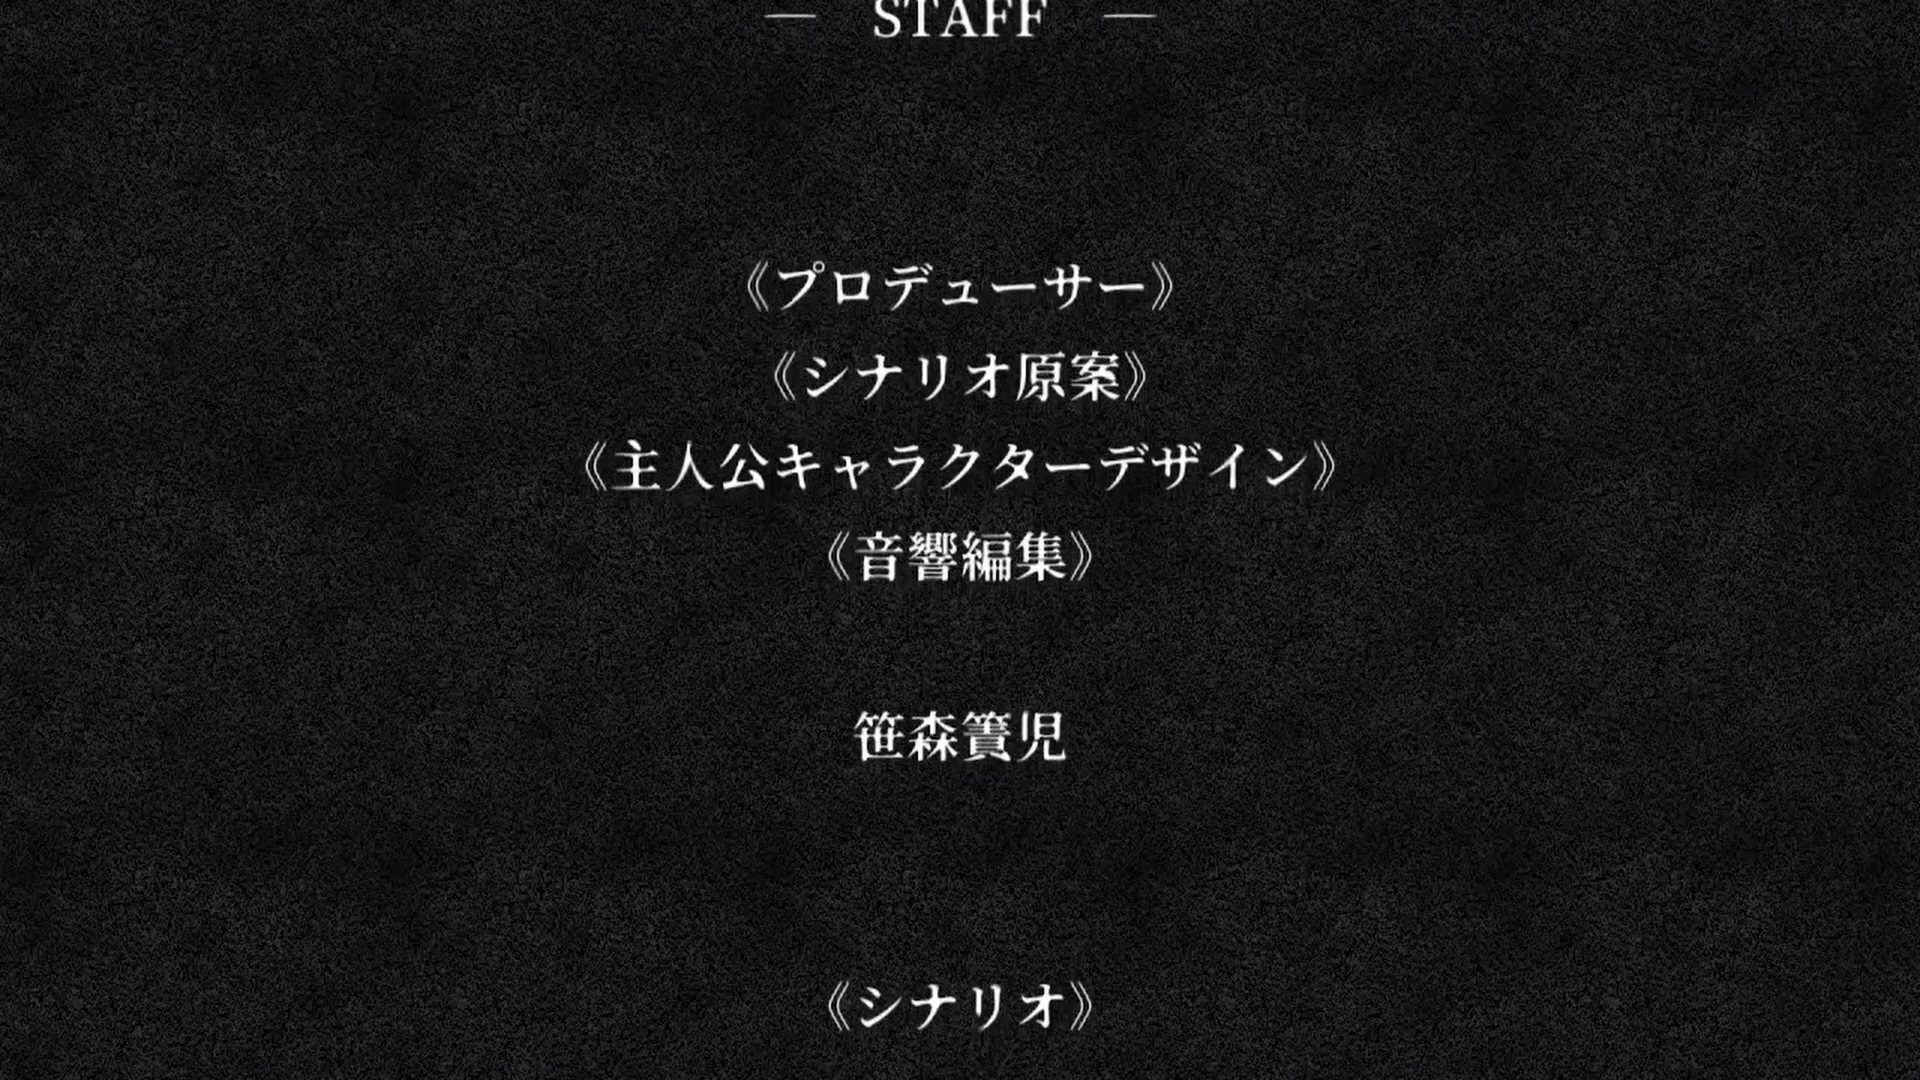 — STAFF —
《プロデューサー》
《シナリオ原案》
《主人公キャラクターデザイン》
《音響編集》
笹森簀児
《シナリオ》